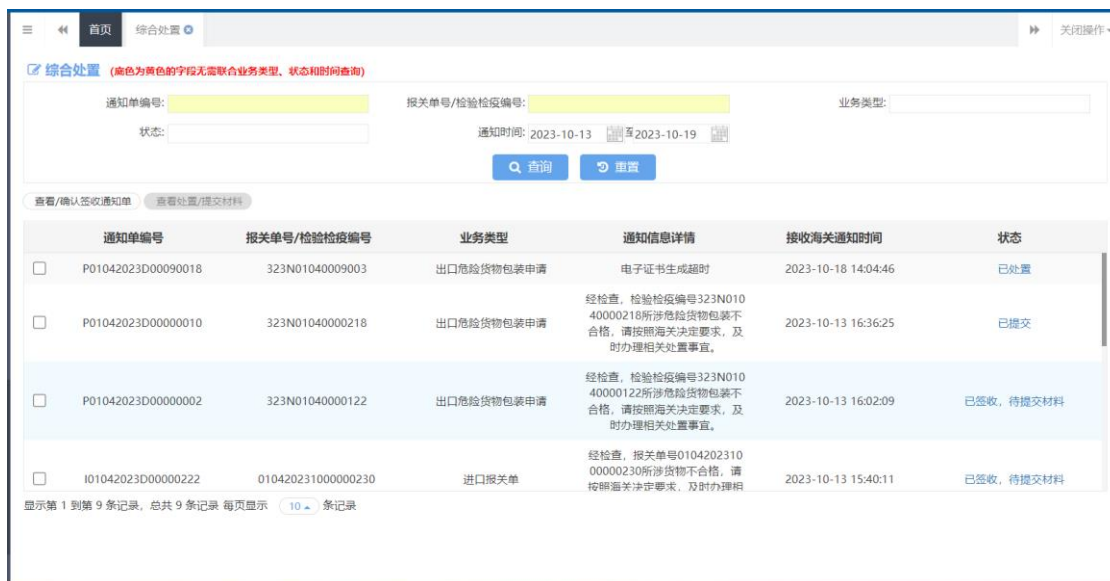 首页 综合处置 关闭操作
综合处置 (底色为黄色的字段无需联合业务类型、状态和时间查询)
通知单编号: 报关单号/检验检疫编号: 业务类型:
状态: 通知时间: 2023-10-13 至 2023-10-19
查询 重置
查看/确认签收通知单 查看处置/提交材料
通知单编号 报关单号/检验检疫编号 业务类型 通知信息详情 接收海关通知时间 状态
P01042023D00090018 323N01040009003 出口危险货物包装申请 电子证书生成超时 2023-10-18 14:04:46 已处置
经检查，检验检疫编号323N010
40000218所涉危险货物包装不
P01042023D00000010 323N01040000218 出口危险货物包装申请 2023-10-13 16:36:25 已提交
合格，请按照海关决定要求，及
时办理相关处置事宜。
经检查，检验检疫编号323N010
40000122所涉危险货物包装不
P01042023D00000002 323N01040000122 出口危险货物包装申请 2023-10-13 16:02:09 已签收，待提交材料
合格，请按照海关决定要求，及
时办理相关处置事宜。
经检查，报关单号0104202310
00000230所涉货物不合格，请
I01042023D00000222 010420231000000230 进口报关单 2023-10-13 15:40:11 已签收，待提交材料
按照海关决定要求，及时办理相
显示第 1 到第 9 条记录，总共 9 条记录 每页显示 10 条记录